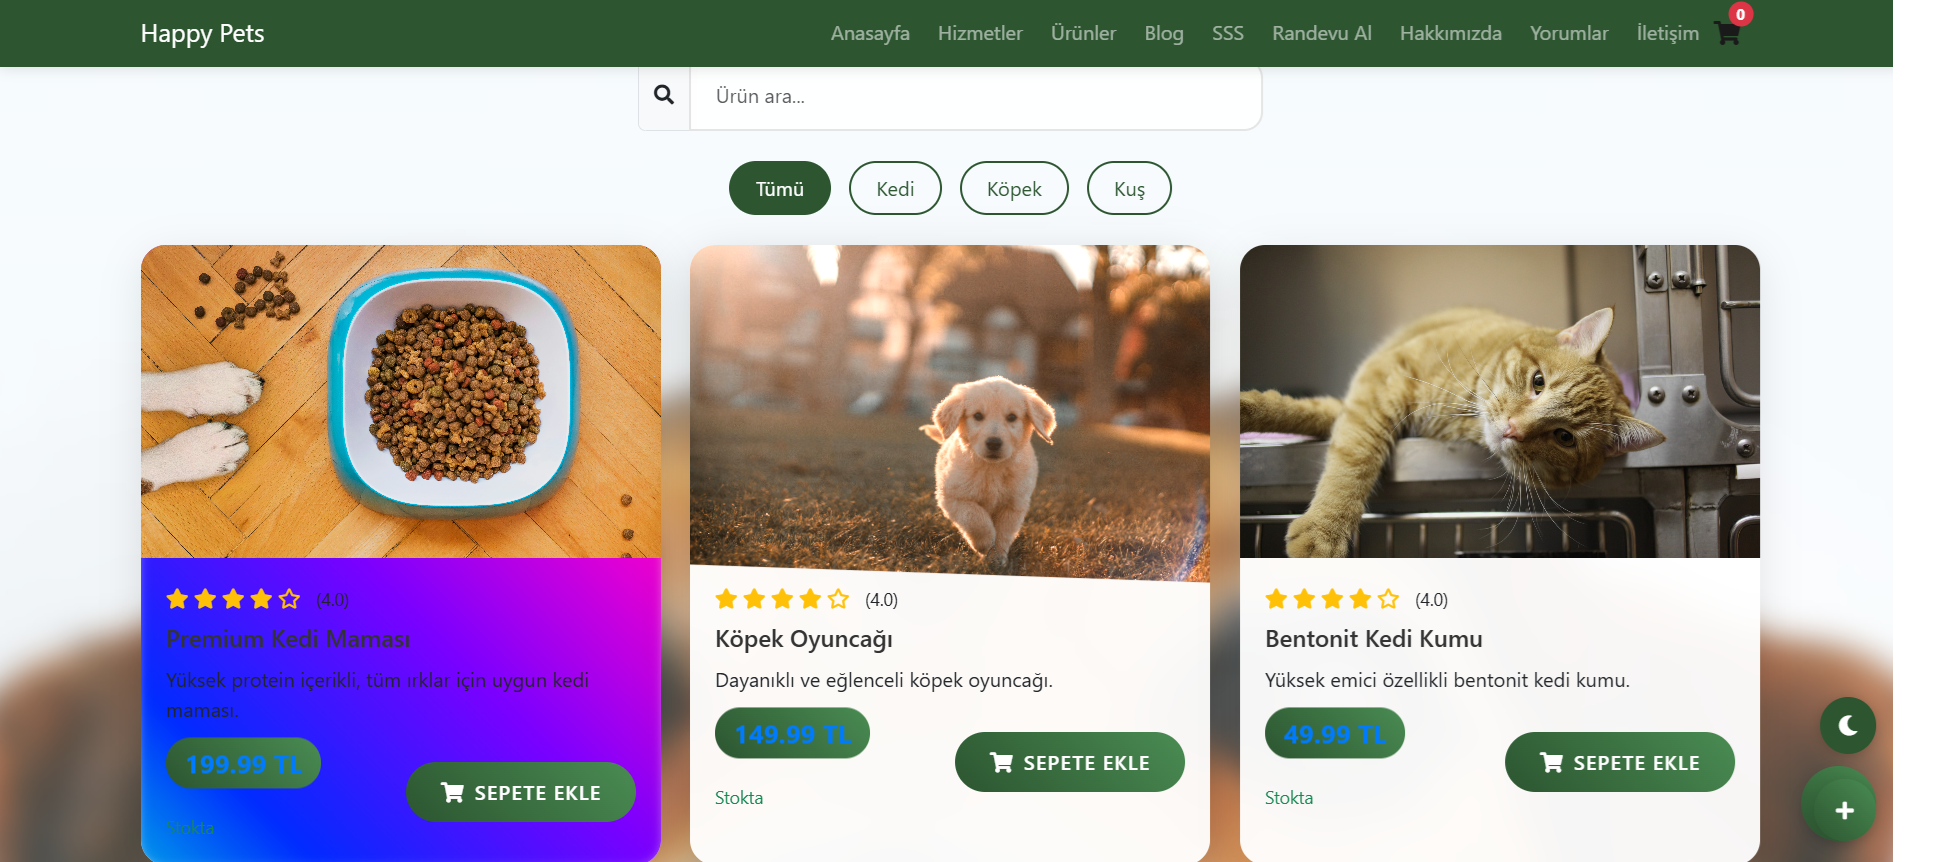 Happy Pets
Anasayfa Hizmetler Ürünler Blog SSS Randevu Al Hakkımızda Yorumlar İletişim 0
Ürün ara...
Tümü Kedi Köpek Kuş
(4.0)
Premium Kedi Maması
Yüksek protein içerikli, tüm ırklar için uygun kedi
maması.
199.99 TL
SEPETE EKLE
Stokta
(4.0)
Köpek Oyuncağı
Dayanıklı ve eğlenceli köpek oyuncağı.
149.99 TL
SEPETE EKLE
Stokta
(4.0)
Bentonit Kedi Kumu
Yüksek emici özellikli bentonit kedi kumu.
49.99 TL
SEPETE EKLE
Stokta